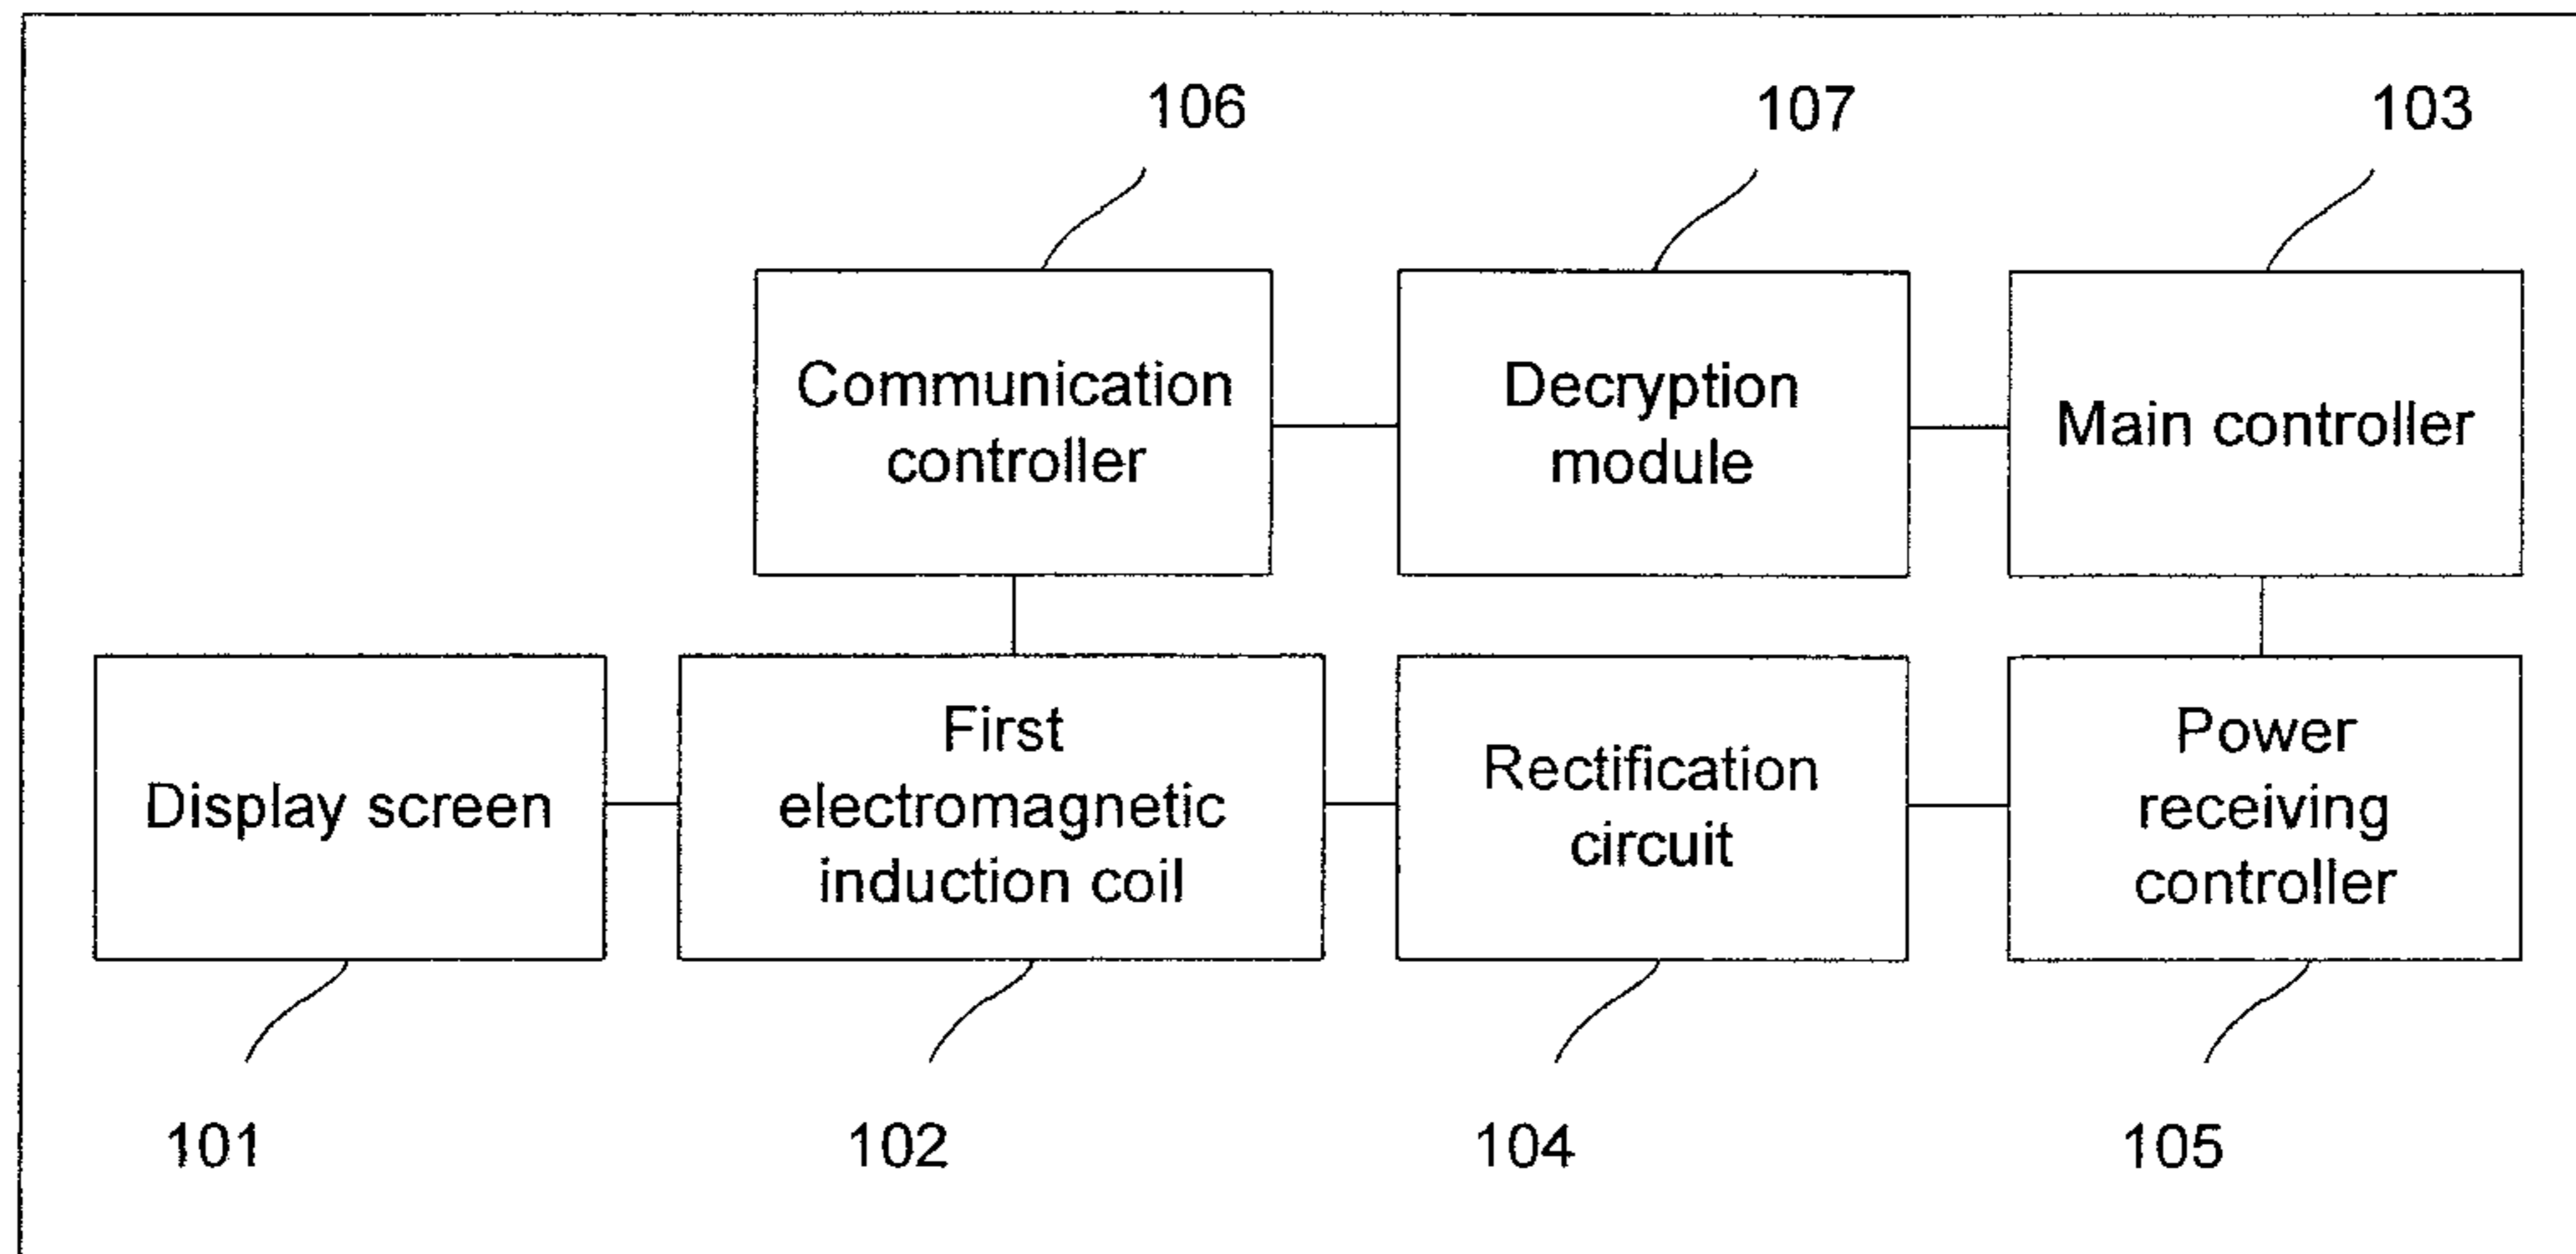 106
107
103
Communication
controller
Decryption
module
Main controller
Display screen
First
electromagnetic
induction coil
Rectification
circuit
Power
receiving
controller
101
102
104
105